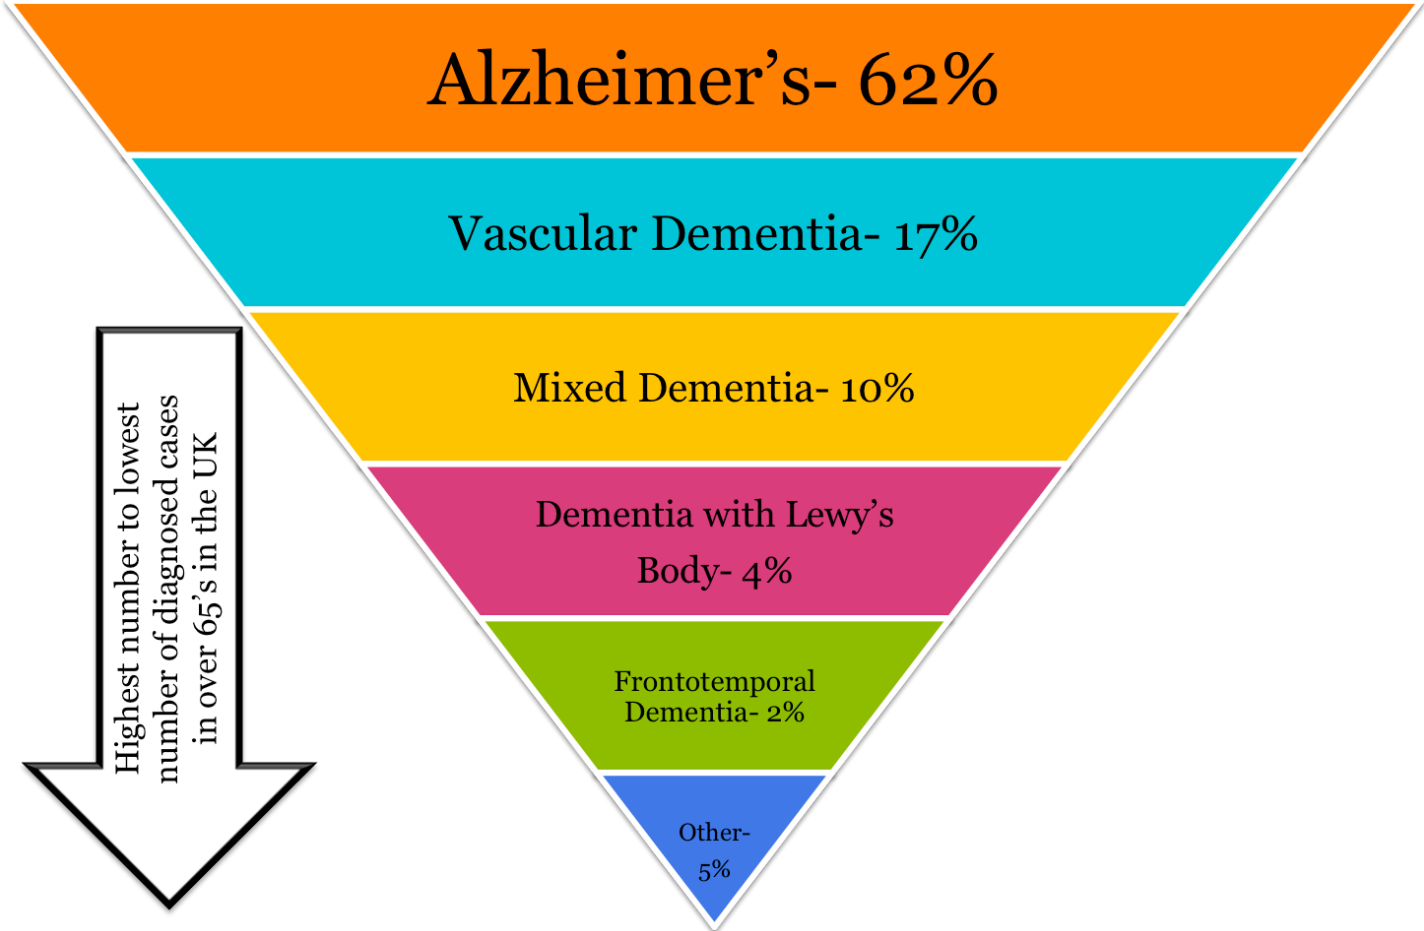 Alzheimer’s- 62%
Vascular Dementia- 17%
Mixed Dementia- 10%
Dementia with Lewy’s
Body- 4%
Frontotemporal
Dementia- 2%
Other-
5%
Highest number to lowest
number of diagnosed cases
in over 65’s in the UK